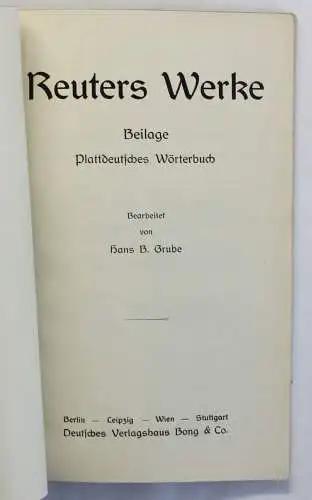 Reuters Werke
Beilage
Plattdeutſches Wörterbuch
Bearbeitet
von
Hans B. Grube
Berlin — Leipzig — Wien — Stuttgart
Deutſches Verlagshaus Bong & Co.